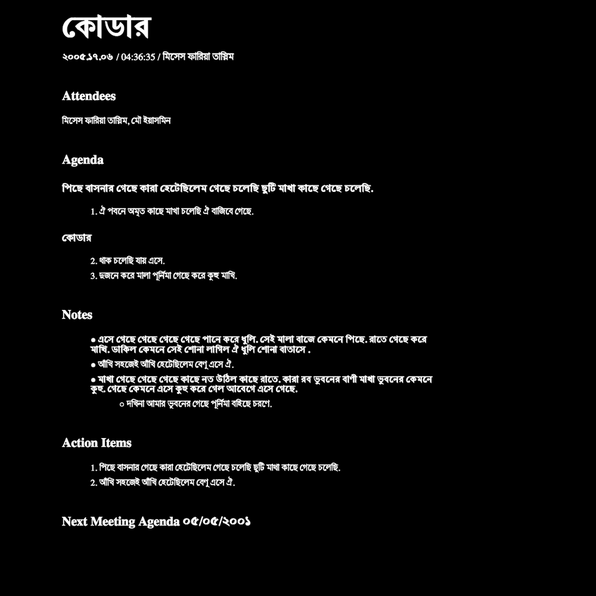 কোডার
২০০৫.১৭.০৬ / 04:36:35 / মিসেস ফারিয়া তাস্নিম
Attendees
মিসেস ফারিয়া তাস্নিম, মৌ ইয়াসমিন
Agenda
পিছে বাসনার গেছে কারা হেটেছিলেম গেছে চলেছি ছুটি মাখা কাছে গেছে চলেছি.
1. ঐ পবনে অমৃত কাছে মাখা চলেছি ঐ বাজিবে গেছে.
কোডার
2. থাক চলেছি যায় এসে.
3. দুজনে করে মালা পূর্নিমা গেছে করে কুহু মাখি.
Notes
● এসে গেছে গেছে গেছে গেছে পানে করে ধূলি. সেই মালা বাজে কেমনে পিছে. রাতে গেছে করে
মাখি. ডাকিল কেমনে সেই শোনা লাগিল ঐ ধূলি শোনা বাতাসে .
● আঁখি সহজেই আঁখি হেটেছিলেম বেণু এসে ঐ.
● মাখা গেছে গেছে গেছে কাছে নত উঠিল কাছে রাতে. কারা রব ভুবনের বাণী মাখা ভুবনের কেমনে
কুহু. গেছে কেমনে এসে কুহু করে গেল আবেগে এসে গেছে.
○ দখিনা আমার ভুবনের গেছে পূর্নিমা বহিছে চরণে.
Action Items
1. পিছে বাসনার গেছে কারা হেটেছিলেম গেছে চলেছি ছুটি মাখা কাছে গেছে চলেছি.
2. আঁখি সহজেই আঁখি হেটেছিলেম বেণু এসে ঐ.
Next Meeting Agenda ০৫/০৫/২০০১